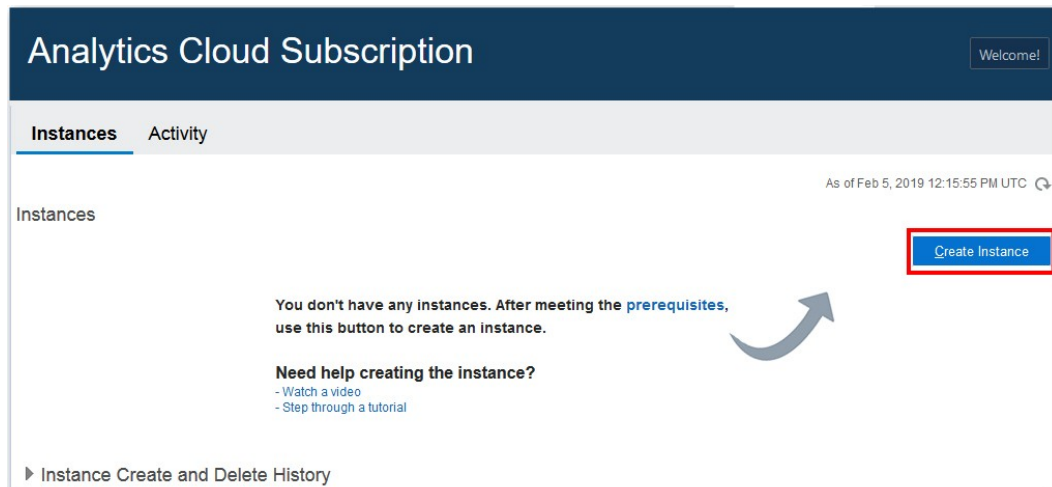 Analytics Cloud Subscription
Welcome!
Instances Activity
As of Feb 5, 2019 12:15:55 PM UTC
Instances
Create Instance
You don't have any instances. After meeting the prerequisites,
use this button to create an instance.
Need help creating the instance?
- Watch a video
- Step through a tutorial
Instance Create and Delete History